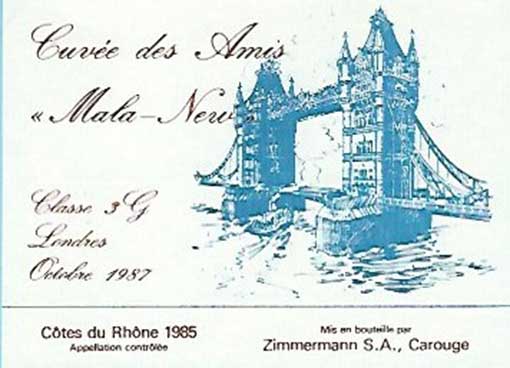 Cuvée des Amis
« Mala-New »
Classe 3 G
Londres
Octobre 1987
Côtes du Rhône 1985
Appellation contrôlée
Mis en bouteille par
Zimmermann S.A., Carouge